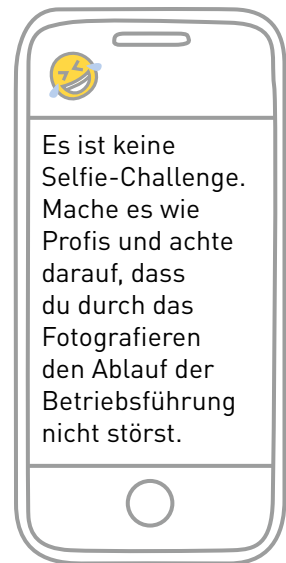 Es ist keine
Selfie-Challenge.
Mache es wie
Profis und achte
darauf, dass
du durch das
Fotografieren
den Ablauf der
Betriebsführung
nicht störst.